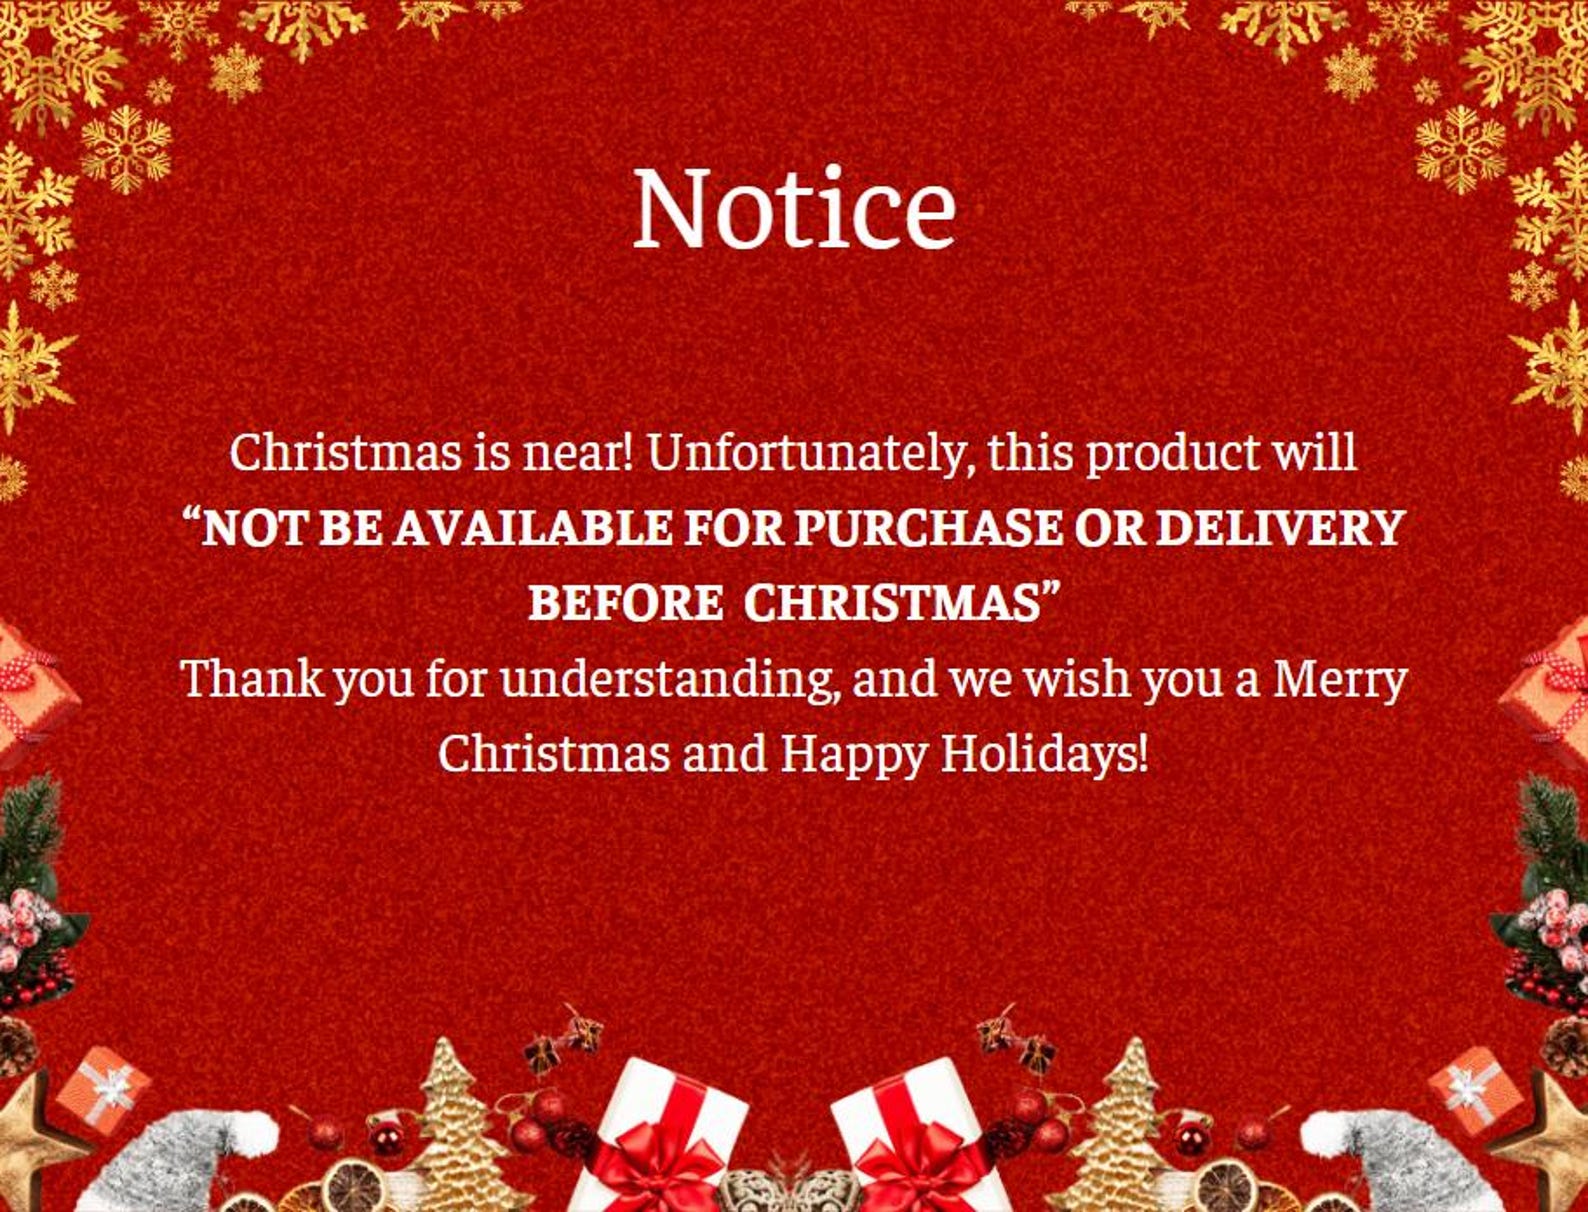 Notice
Christmas is near! Unfortunately, this product will
“NOT BE AVAILABLE FOR PURCHASE OR DELIVERY
BEFORE CHRISTMAS”
Thank you for understanding, and we wish you a Merry
Christmas and Happy Holidays!